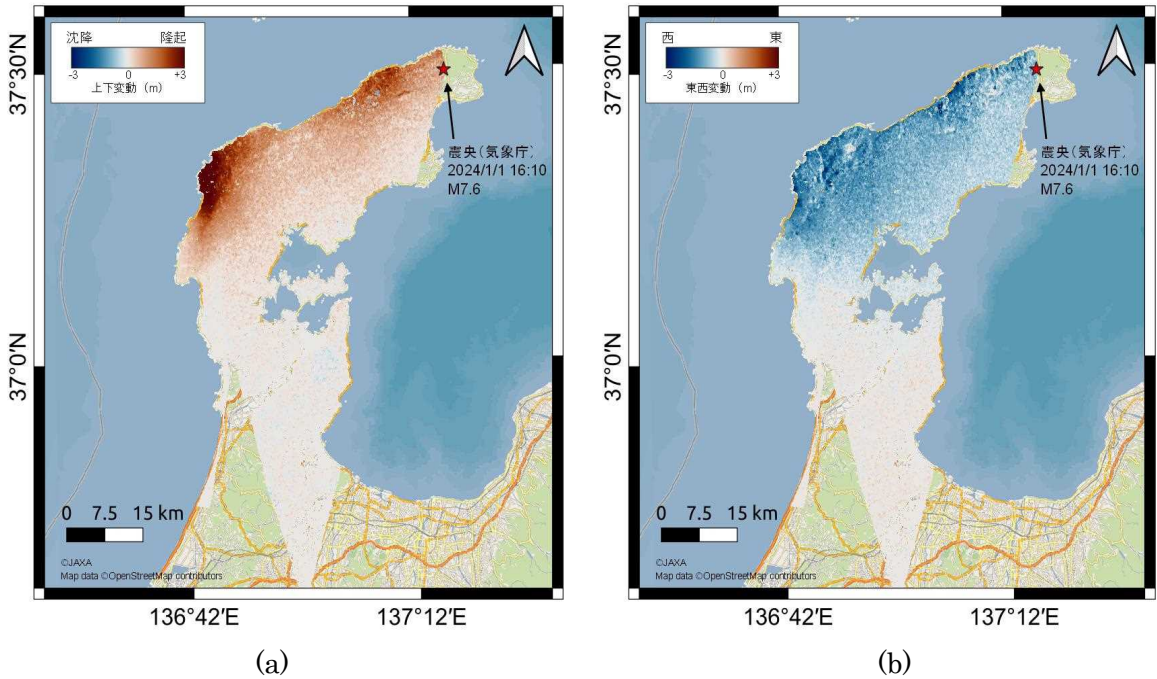 沈降 隆起
-3 0 +3
上下変動 (m)
37°30′N
37°0′N
震央(気象庁)
2024/1/1 16:10
M7.6
0 7.5 15 km
©JAXA
Map data ©OpenStreetMap contributors
136°42′E 137°12′E
(a)
西 東
-3 0 +3
東西変動 (m)
37°30′N
37°0′N
震央(気象庁)
2024/1/1 16:10
M7.6
0 7.5 15 km
©JAXA
Map data ©OpenStreetMap contributors
136°42′E 137°12′E
(b)